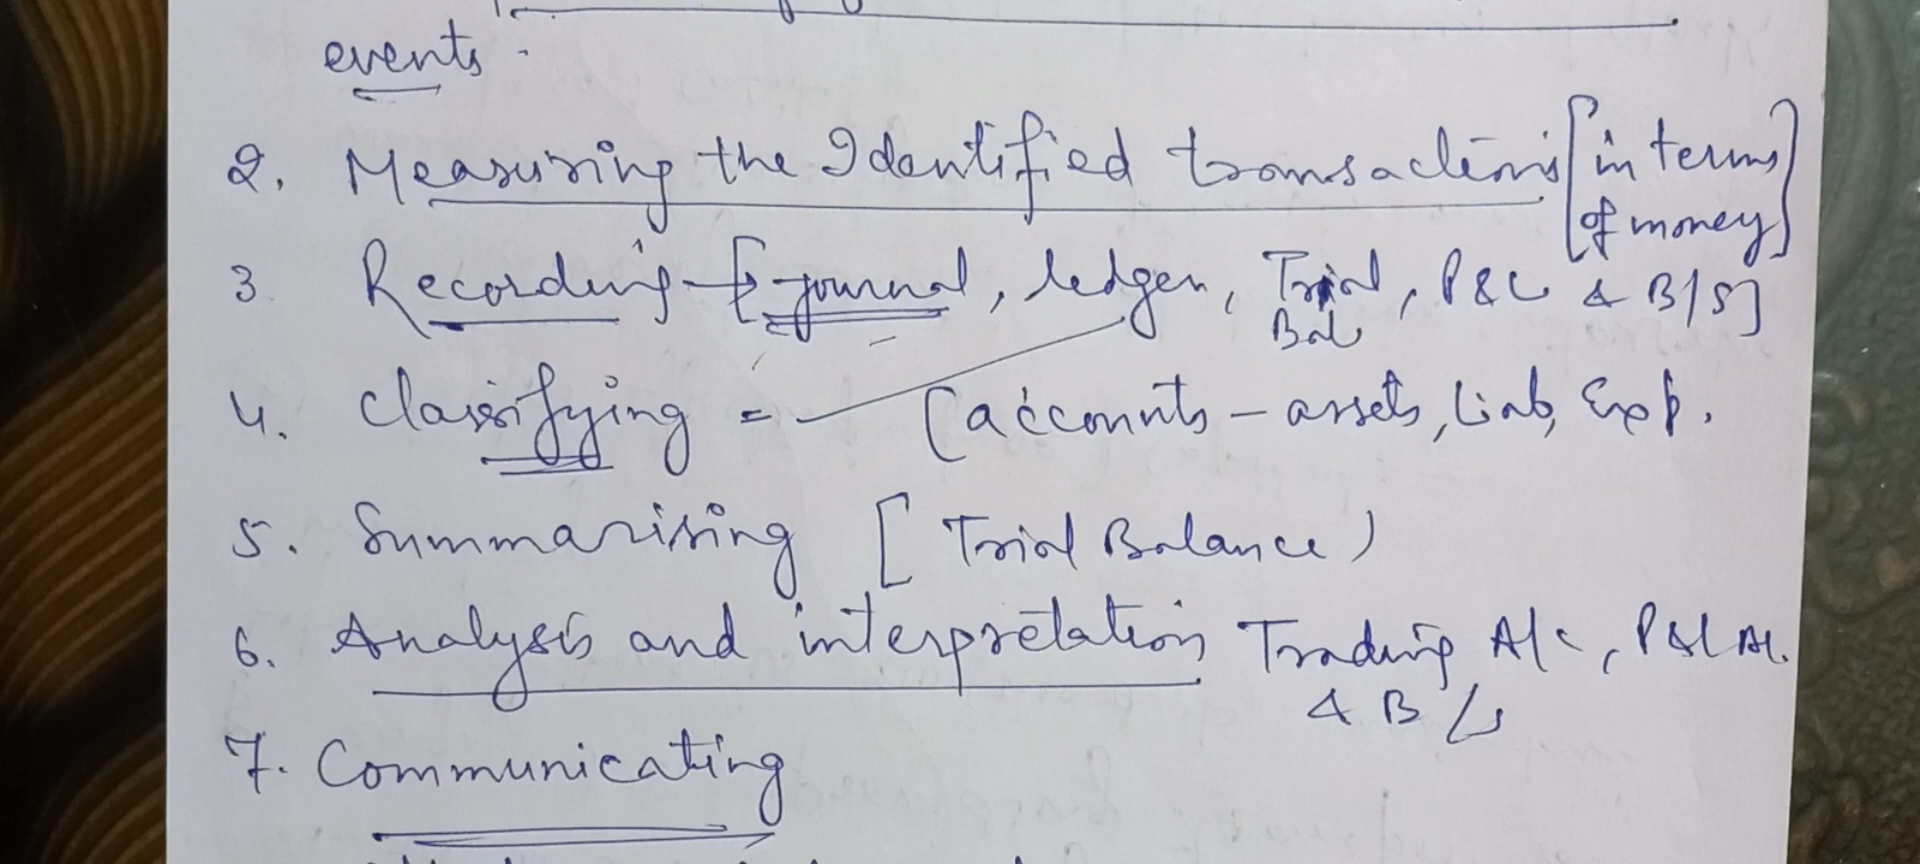 events.
2. Measuring the Identified transactions [in terms
of money]
3. Recording → [journal, ledger, Trial, P&L & B/S]
Bal
4. Classifying = — [accounts - assets, Liab, Exp.
5. Summarising [Trial Balance)
6. Analysis and interpretation Trading A/c, P&L A/c.
& B/s
7. Communicating